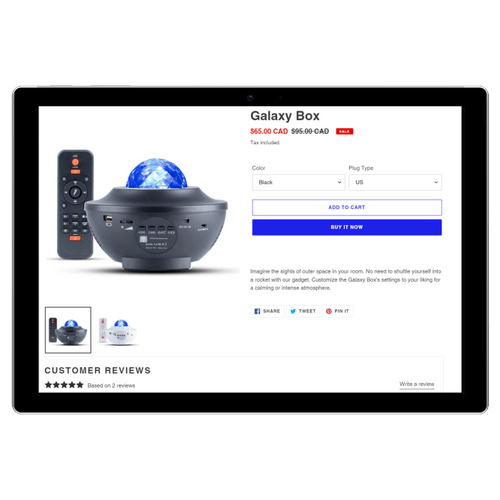 Galaxy Box
$65.00 CAD $95.00 CAD SALE
Tax included.
Color Plug Type
Black US
ADD TO CART
BUY IT NOW
Imagine the sights of outer space in your room. No need to shuttle yourself into
a rocket with our gadget. Customize the Galaxy Box's settings to your liking for
a calming or intense atmosphere.
SHARE TWEET PIN IT
CUSTOMER REVIEWS
Based on 2 reviews Write a review